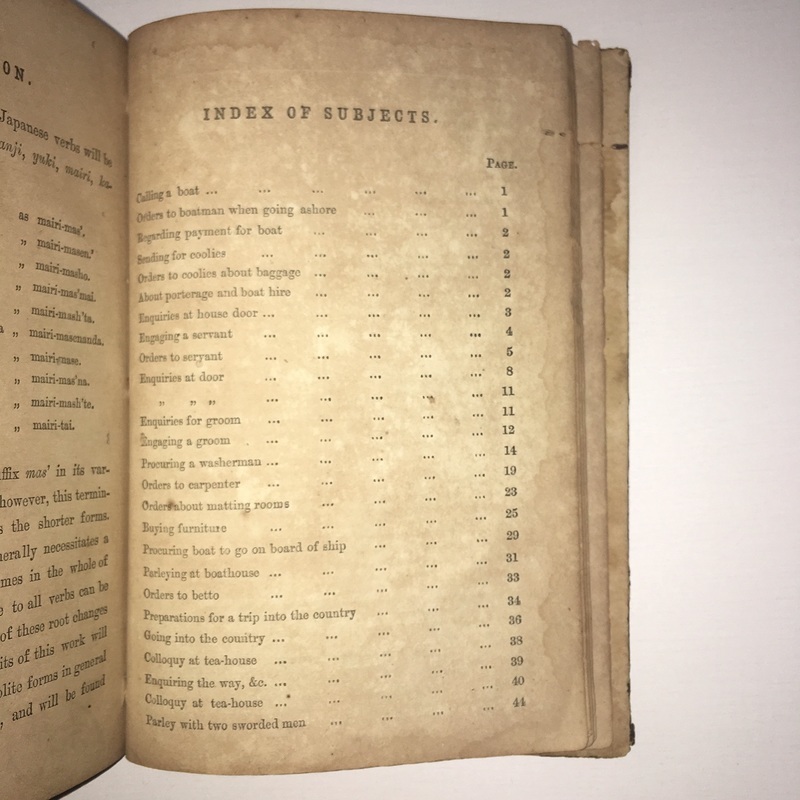 ON.
Japanese verbs will be
anji, yuki, mairi, ku-
as mairi-mas'.
„ mairi-masen.'
„ mairi-masho.
„ mairi-mas'mai.
„ mairi-mash'ta.
„ mairi-masenanda.
„ mairi-mase.
„ mairi-mas'na.
„ mairi-mash'te.
„ mairi-tai.
suffix mas' in its var-
however, this termin-
s the shorter forms.
nerally necessitates a
mes in the whole of
e to all verbs can be
of these root changes
its of this work will
olite forms in general
, and will be found
INDEX OF SUBJECTS.
PAGE.
Calling a boat ... ... ... ... ... ... 1
Orders to boatman when going ashore ... ... ... 1
Regarding payment for boat ... ... ... ... 2
Sending for coolies ... ... ... ... ... 2
Orders to coolies about baggage ... ... ... ... 2
About porterage and boat hire ... ... ... ... 2
Enquiries at house door ... ... ... ... ... 3
Engaging a servant ... ... ... ... ... 4
Orders to servant ... ... ... ... ... 5
Enquiries at door ... ... ... ... ... 8
„ „ „ ... ... ... ... ... 11
Enquiries for groom ... ... ... ... ... 11
Engaging a groom ... ... ... ... ... 12
Procuring a washerman ... ... ... ... ... 14
Orders to carpenter ... ... ... ... ... 19
Orders about matting rooms ... ... ... ... 23
Buying furniture ... ... ... ... ... 25
Procuring boat to go on board of ship ... ... ... 29
Parleying at boathouse ... ... ... ... ... 31
Orders to betto ... ... ... ... ... 33
Preparations for a trip into the country ... ... ... 34
Going into the country ... ... ... ... ... 36
Colloquy at tea-house ... ... ... ... ... 38
Enquiring the way, &c. ... ... ... ... ... 39
Colloquy at tea-house ... ... ... ... ... 40
Parley with two sworded men ... ... ... ... 44